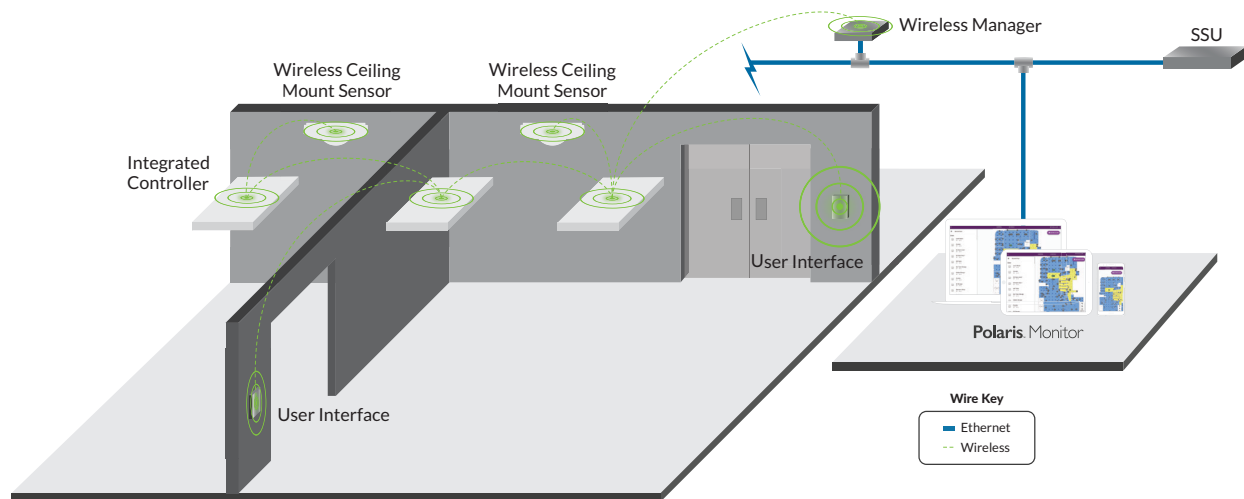 Wireless Manager
SSU
Wireless Ceiling
Mount Sensor
Wireless Ceiling
Mount Sensor
Integrated
Controller
User Interface
User Interface
Polaris. Monitor
Wire Key
Ethernet
Wireless